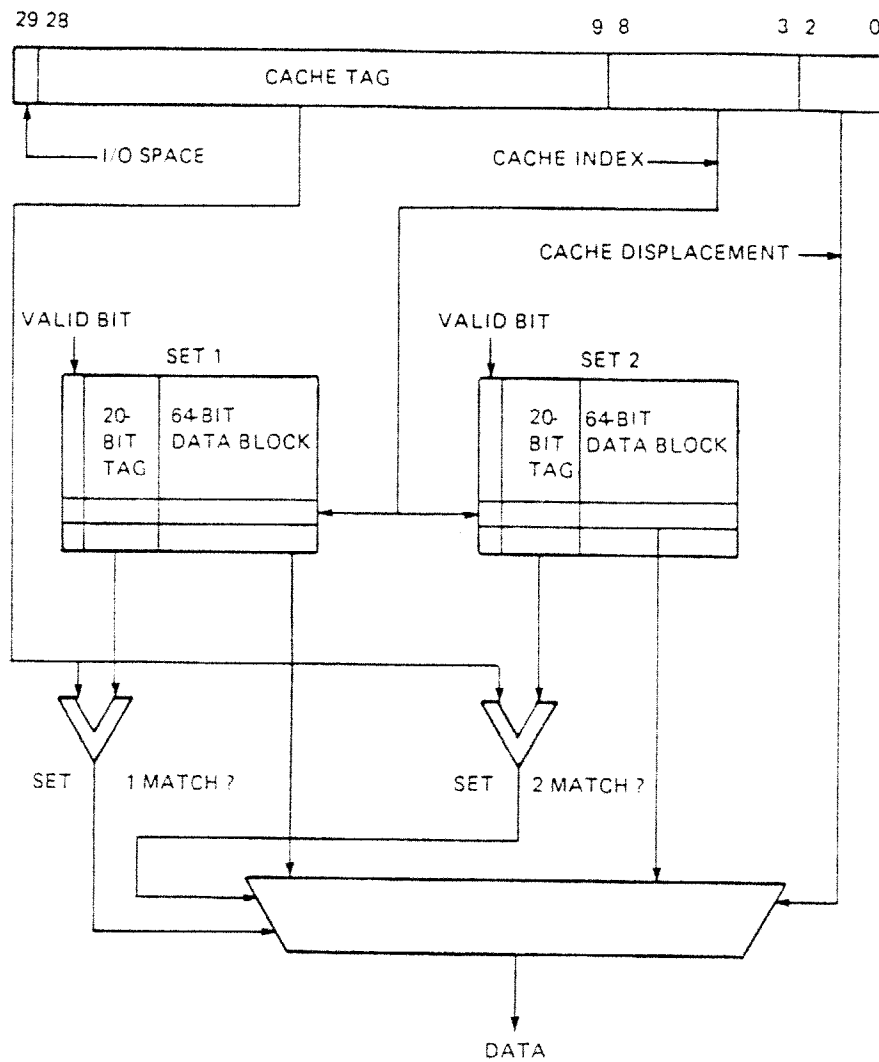 29 28 9 8 3 2 0
CACHE TAG
I/O SPACE
CACHE INDEX
CACHE DISPLACEMENT
VALID BIT
VALID BIT
SET 1
SET 2
20-
BIT
TAG
64-BIT
DATA BLOCK
20-
BIT
TAG
64-BIT
DATA BLOCK
SET 1 MATCH ?
SET 2 MATCH ?
DATA